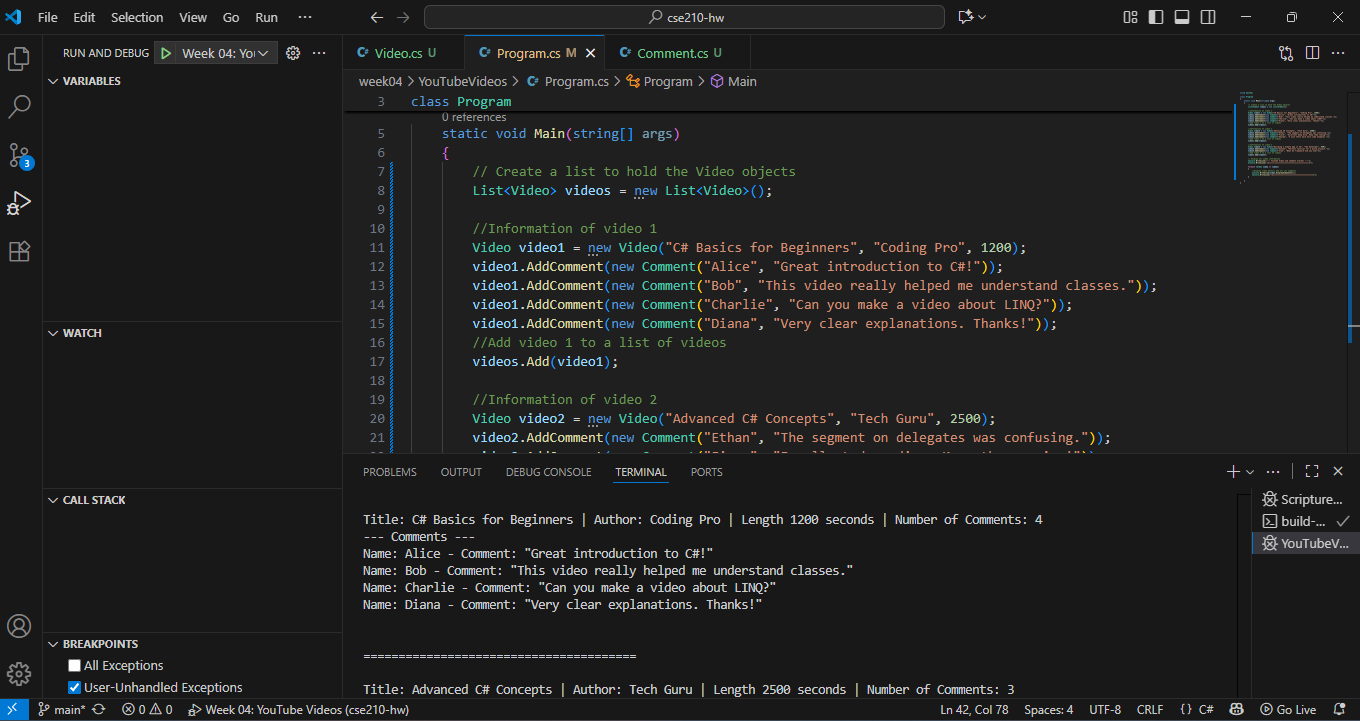 File Edit Selection View Go Run ··· cse210-hw
RUN AND DEBUG Week 04: Yo ···
Video.cs U Program.cs M Comment.cs U ···
VARIABLES
week04 > YouTubeVideos > Program.cs > Program > Main
3 class Program
0 references
5 static void Main(string[] args)
6 {
7 // Create a list to hold the Video objects
8 List<Video> videos = new List<Video>();
9
10 //Information of video 1
11 Video video1 = new Video("C# Basics for Beginners", "Coding Pro", 1200);
12 video1.AddComment(new Comment("Alice", "Great introduction to C#!"));
13 video1.AddComment(new Comment("Bob", "This video really helped me understand classes."));
14 video1.AddComment(new Comment("Charlie", "Can you make a video about LINQ?"));
15 video1.AddComment(new Comment("Diana", "Very clear explanations. Thanks!"));
16 //Add video 1 to a list of videos
17 videos.Add(video1);
18
19 //Information of video 2
20 Video video2 = new Video("Advanced C# Concepts", "Tech Guru", 2500);
21 video2.AddComment(new Comment("Ethan", "The segment on delegates was confusing."));
3
WATCH
CALL STACK
BREAKPOINTS
All Exceptions
User-Unhandled Exceptions
PROBLEMS OUTPUT DEBUG CONSOLE TERMINAL PORTS ···
Title: C# Basics for Beginners | Author: Coding Pro | Length 1200 seconds | Number of Comments: 4
--- Comments ---
Name: Alice - Comment: "Great introduction to C#!"
Name: Bob - Comment: "This video really helped me understand classes."
Name: Charlie - Comment: "Can you make a video about LINQ?"
Name: Diana - Comment: "Very clear explanations. Thanks!"
=======================================
Title: Advanced C# Concepts | Author: Tech Guru | Length 2500 seconds | Number of Comments: 3
Scripture...
build-...
YouTubeV...
main* 0 0 Week 04: YouTube Videos (cse210-hw) Ln 42, Col 78 Spaces: 4 UTF-8 CRLF {} C# Go Live